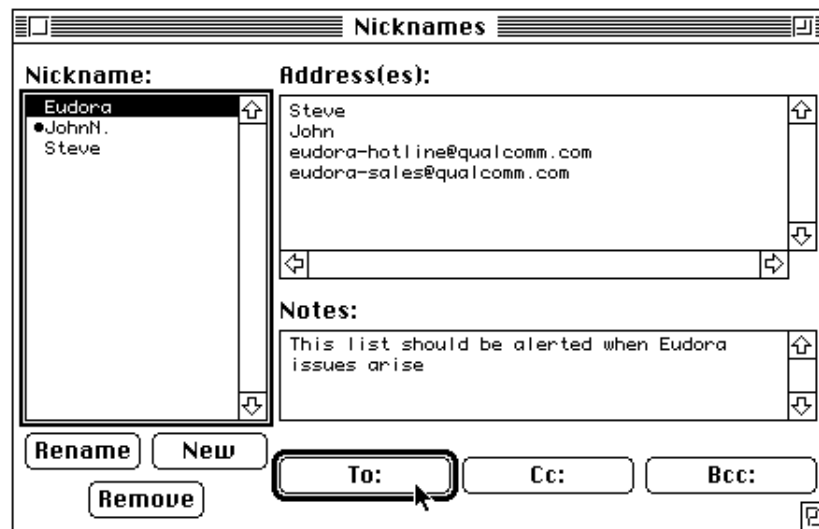 Nicknames
Nickname:
Eudora
•JohnN.
Steve
Address(es):
Steve
John
eudora-hotline@qualcomm.com
eudora-sales@qualcomm.com
Notes:
This list should be alerted when Eudora
issues arise
Rename
New
Remove
To:
Cc:
Bcc: